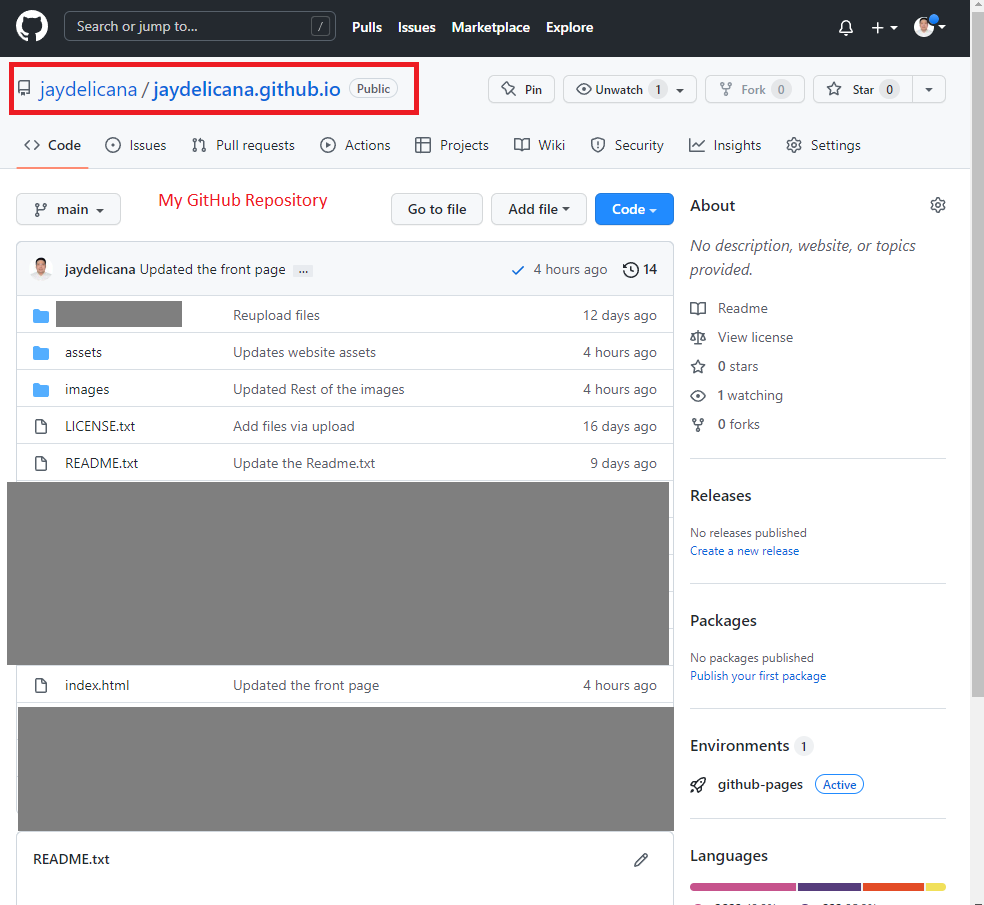 Search or jump to... /
Pulls Issues Marketplace Explore
jaydelicana / jaydelicana.github.io Public
Pin Unwatch 1 Fork 0 Star 0
Code Issues Pull requests Actions Projects Wiki Security Insights Settings
main
My GitHub Repository
Go to file Add file Code
jaydelicana Updated the front page ... 4 hours ago 14
Reupload files 12 days ago
assets Updates website assets 4 hours ago
images Updated Rest of the images 4 hours ago
LICENSE.txt Add files via upload 16 days ago
README.txt Update the Readme.txt 9 days ago
index.html Updated the front page 4 hours ago
README.txt
About
No description, website, or topics
provided.
Readme
View license
0 stars
1 watching
0 forks
Releases
No releases published
Create a new release
Packages
No packages published
Publish your first package
Environments 1
github-pages Active
Languages